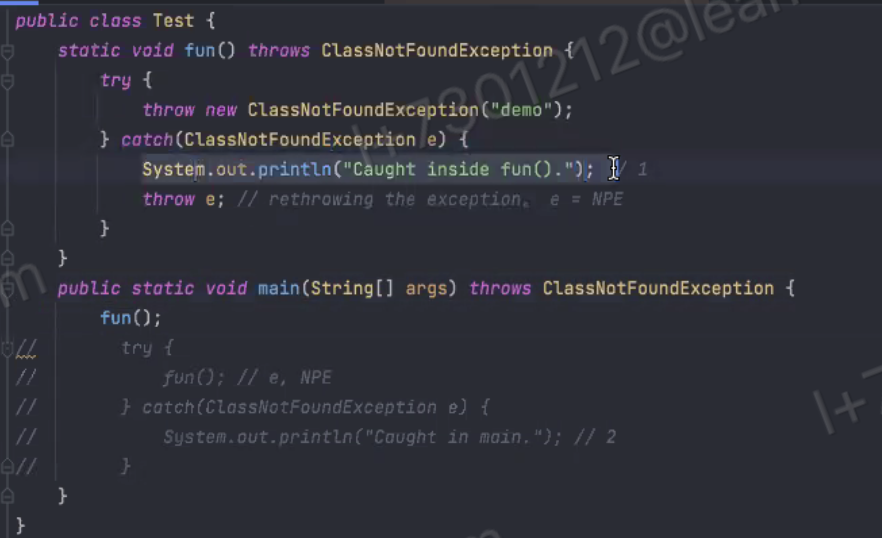 public class Test {
static void fun() throws ClassNotFoundException {
try {
throw new ClassNotFoundException("demo");
} catch(ClassNotFoundException e) {
System.out.println("Caught inside fun()."); // 1
throw e; // rethrowing the exception. e = NPE
}
}
public static void main(String[] args) throws ClassNotFoundException {
fun();
// try {
// fun(); // e, NPE
// } catch(ClassNotFoundException e) {
// System.out.println("Caught in main."); // 2
// }
}
}